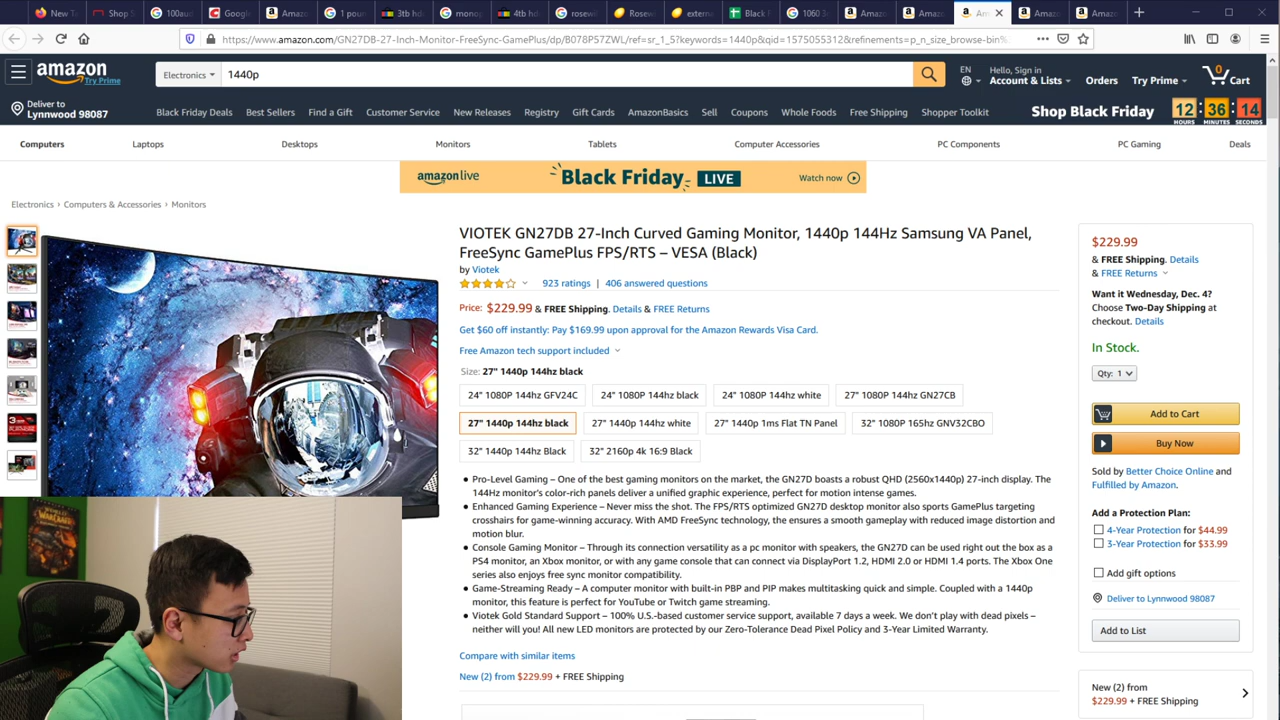 New T
Shop S
100aud
Google
Amazo
1 poun
3tb hd
monop
4tb hd
rosewi
Rosew
externa
Black F
1060 3
Amazo
Amazo
Am
Amazo
Amazo
https://www.amazon.com/GN27DB-27-Inch-Monitor-FreeSync-GamePlus/dp/B078P57ZWL/ref=sr_1_5?keywords=1440p&qid=1575055312&refinements=p_n_size_browse-bin%
amazon
Try Prime
Electronics
1440p
EN
Hello, Sign in
Account & Lists
Orders
Try Prime
0
Cart
Deliver to
Lynnwood 98087
Black Friday Deals Best Sellers Find a Gift Customer Service New Releases Registry Gift Cards AmazonBasics Sell Coupons Whole Foods Free Shipping Shopper Toolkit
Shop Black Friday
12 : 36 : 14
HOURS MINUTES SECONDS
Computers Laptops Desktops Monitors Tablets Computer Accessories PC Components PC Gaming Deals
amazonlive Black Friday LIVE Watch now
Electronics › Computers & Accessories › Monitors
VIOTEK GN27DB 27-Inch Curved Gaming Monitor, 1440p 144Hz Samsung VA Panel,
FreeSync GamePlus FPS/RTS – VESA (Black)
by Viotek
923 ratings | 406 answered questions
Price: $229.99 & FREE Shipping. Details & FREE Returns
Get $60 off instantly: Pay $169.99 upon approval for the Amazon Rewards Visa Card.
Free Amazon tech support included
Size: 27" 1440p 144hz black
24" 1080P 144hz GFV24C
24" 1080P 144hz black
24" 1080P 144hz white
27" 1080P 144hz GN27CB
27" 1440p 144hz black
27" 1440p 144hz white
27" 1440p 1ms Flat TN Panel
32" 1080P 165hz GNV32CBO
32" 1440p 144hz Black
32" 2160p 4k 16:9 Black
● Pro-Level Gaming – One of the best gaming monitors on the market, the GN27D boasts a robust QHD (2560x1440p) 27-inch display. The
144Hz monitor's color-rich panels deliver a unified graphic experience, perfect for motion intense games.
● Enhanced Gaming Experience – Never miss the shot. The FPS/RTS optimized GN27D desktop monitor also sports GamePlus targeting
crosshairs for game-winning accuracy. With AMD FreeSync technology, the ensures a smooth gameplay with reduced image distortion and
motion blur.
● Console Gaming Monitor – Through its connection versatility as a pc monitor with speakers, the GN27D can be used right out the box as a
PS4 monitor, an Xbox monitor, or with any game console that can connect via DisplayPort 1.2, HDMI 2.0 or HDMI 1.4 ports. The Xbox One
series also enjoys free sync monitor compatibility.
● Game-Streaming Ready – A computer monitor with built-in PBP and PIP makes multitasking quick and simple. Coupled with a 1440p
monitor, this feature is perfect for YouTube or Twitch game streaming.
● Viotek Gold Standard Support – 100% U.S.-based customer service support, available 7 days a week. We don't play with dead pixels –
neither will you! All new LED monitors are protected by our Zero-Tolerance Dead Pixel Policy and 3-Year Limited Warranty.
Compare with similar items
New (2) from $229.99 + FREE Shipping
$229.99
& FREE Shipping. Details
& FREE Returns
Want it Wednesday, Dec. 4?
Choose Two-Day Shipping at
checkout. Details
In Stock.
Qty: 1
Add to Cart
Buy Now
Sold by Better Choice Online and
Fulfilled by Amazon.
Add a Protection Plan:
4-Year Protection for $44.99
3-Year Protection for $33.99
Add gift options
Deliver to Lynnwood 98087
Add to List
New (2) from
$229.99 + FREE Shipping